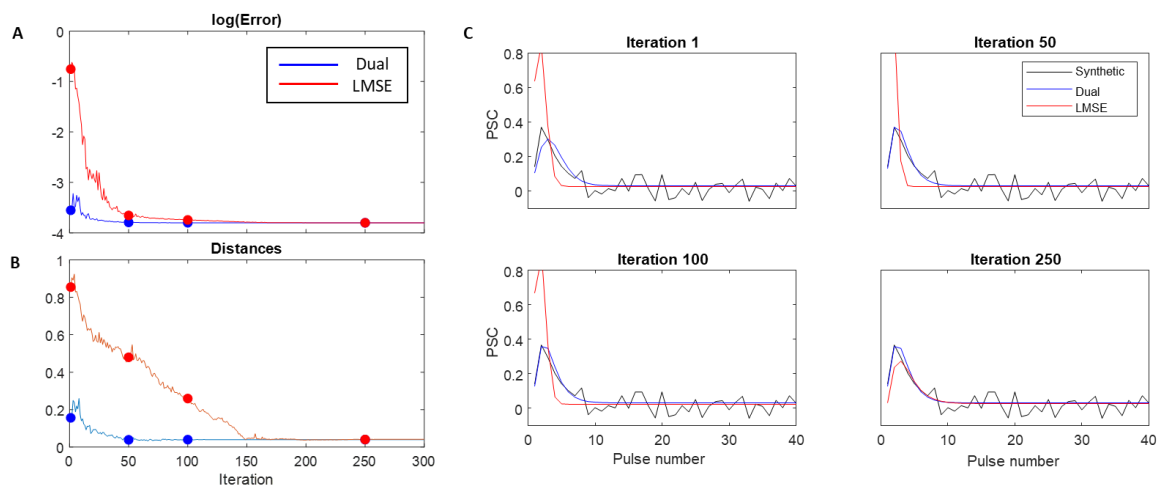 A
log(Error)
0
-1
-2
-3
-4
Dual
LMSE
B
Distances
1
0.8
0.6
0.4
0.2
0
0
50
100
150
200
250
300
Iteration
C
Iteration 1
PSC
0.8
0.6
0.4
0.2
0
Iteration 50
Synthetic
Dual
LMSE
Iteration 100
PSC
0.8
0.6
0.4
0.2
0
0
10
20
30
40
Pulse number
Iteration 250
0
10
20
30
40
Pulse number